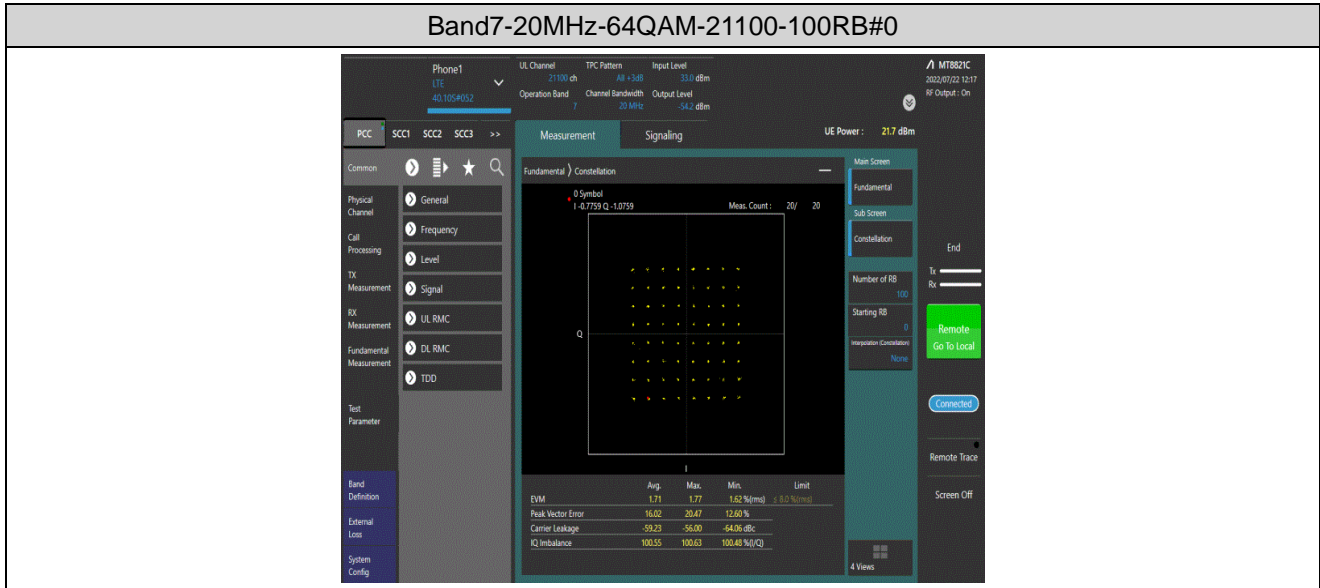 Band7-20MHz-64QAM-21100-100RB#0
Phone1
LTE
40.10S#052
UL Channel
21100 ch
TPC Pattern
All +3dB
Input Level
33.0 dBm
Operation Band
7
Channel Bandwidth
20 MHz
Output Level
-54.2 dBm
MT8821C
2022/07/22 12:17
RF Output : On
PCC SCC1 SCC2 SCC3 >>
Measurement Signaling
UE Power : 21.7 dBm
Common
Physical Channel
Call Processing
TX Measurement
RX Measurement
Fundamental Measurement
Test Parameter
Band Definition
External Loss
System Config
General
Frequency
Level
Signal
UL RMC
DL RMC
TDD
Fundamental 〉 Constellation
0 Symbol
I -0.7759 Q -1.0759
Meas. Count : 20/ 20
Q
I
Avg. Max. Min. Limit
EVM 1.71 1.77 1.62 %(rms) ≤ 8.0 %(rms)
Peak Vector Error 16.02 20.47 12.60 %
Carrier Leakage -59.23 -56.00 -64.06 dBc
IQ Imbalance 100.55 100.63 100.48 %(I/Q)
Main Screen
Fundamental
Sub Screen
Constellation
Number of RB
100
Starting RB
0
Interpolation (Constellation)
None
4 Views
End
Tx
Rx
Remote
Go To Local
Connected
Remote Trace
Screen Off